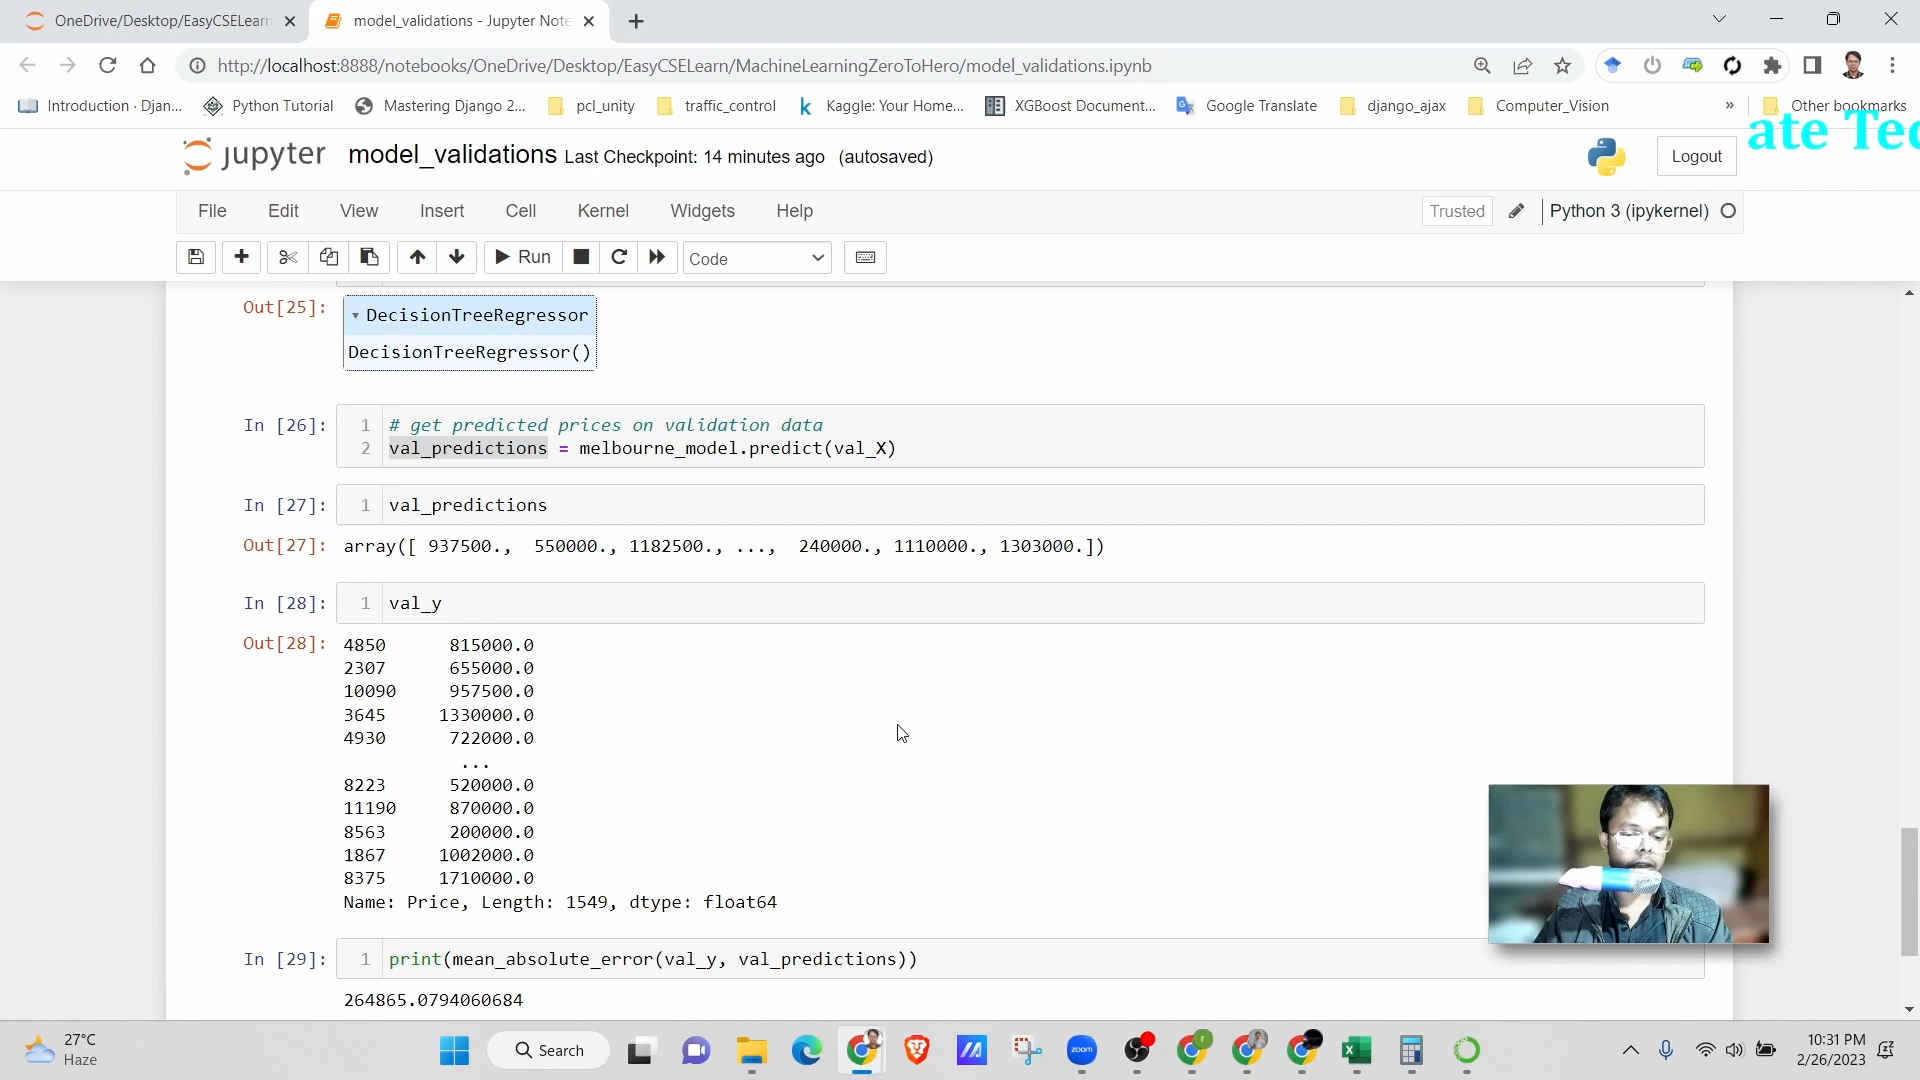 OneDrive/Desktop/EasyCSELearn
model_validations - Jupyter Note
http://localhost:8888/notebooks/OneDrive/Desktop/EasyCSELearn/MachineLearningZeroToHero/model_validations.ipynb
Introduction · Djan... Python Tutorial Mastering Django 2... pcl_unity traffic_control Kaggle: Your Home... XGBoost Document... Google Translate django_ajax Computer_Vision » Other bookmarks
ate Tec
jupyter model_validations Last Checkpoint: 14 minutes ago (autosaved) Logout
File Edit View Insert Cell Kernel Widgets Help Trusted Python 3 (ipykernel)
Run Code
Out[25]: DecisionTreeRegressor
DecisionTreeRegressor()
In [26]: 1 # get predicted prices on validation data
2 val_predictions = melbourne_model.predict(val_X)
In [27]: 1 val_predictions
Out[27]: array([ 937500., 550000., 1182500., ..., 240000., 1110000., 1303000.])
In [28]: 1 val_y
Out[28]: 4850 815000.0
2307 655000.0
10090 957500.0
3645 1330000.0
4930 722000.0
...
8223 520000.0
11190 870000.0
8563 200000.0
1867 1002000.0
8375 1710000.0
Name: Price, Length: 1549, dtype: float64
In [29]: 1 print(mean_absolute_error(val_y, val_predictions))
264865.0794060684
27°C
Haze
Search
zoom
10:31 PM
2/26/2023